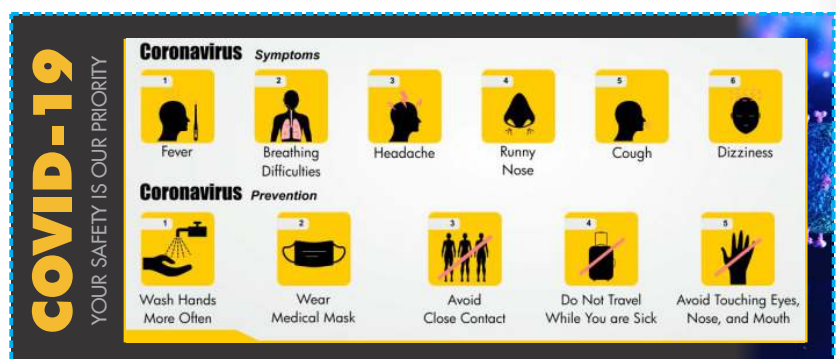 COVID-19
YOUR SAFETY IS OUR PRIORITY
Coronavirus Symptoms
1 2 3 4 5 6
Fever
Breathing
Difficulties
Headache
Runny
Nose
Cough
Dizziness
Coronavirus Prevention
1 2 3 4 5
Wash Hands
More Often
Wear
Medical Mask
Avoid
Close Contact
Do Not Travel
While You are Sick
Avoid Touching Eyes,
Nose, and Mouth